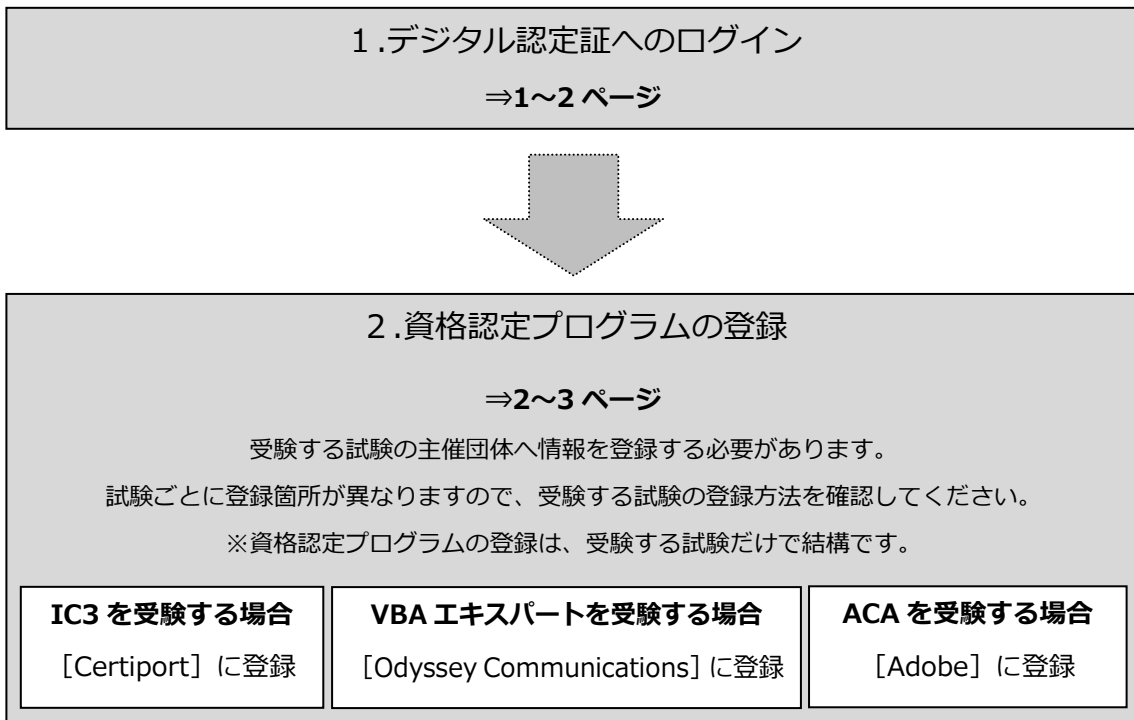 １.デジタル認定証へのログイン
⇒1～2 ページ
２.資格認定プログラムの登録
⇒2～3 ページ
受験する試験の主催団体へ情報を登録する必要があります。
試験ごとに登録箇所が異なりますので、受験する試験の登録方法を確認してください。
※資格認定プログラムの登録は、受験する試験だけで結構です。
IC3 を受験する場合
［Certiport］に登録
VBA エキスパートを受験する場合
［Odyssey Communications］に登録
ACA を受験する場合
［Adobe］に登録